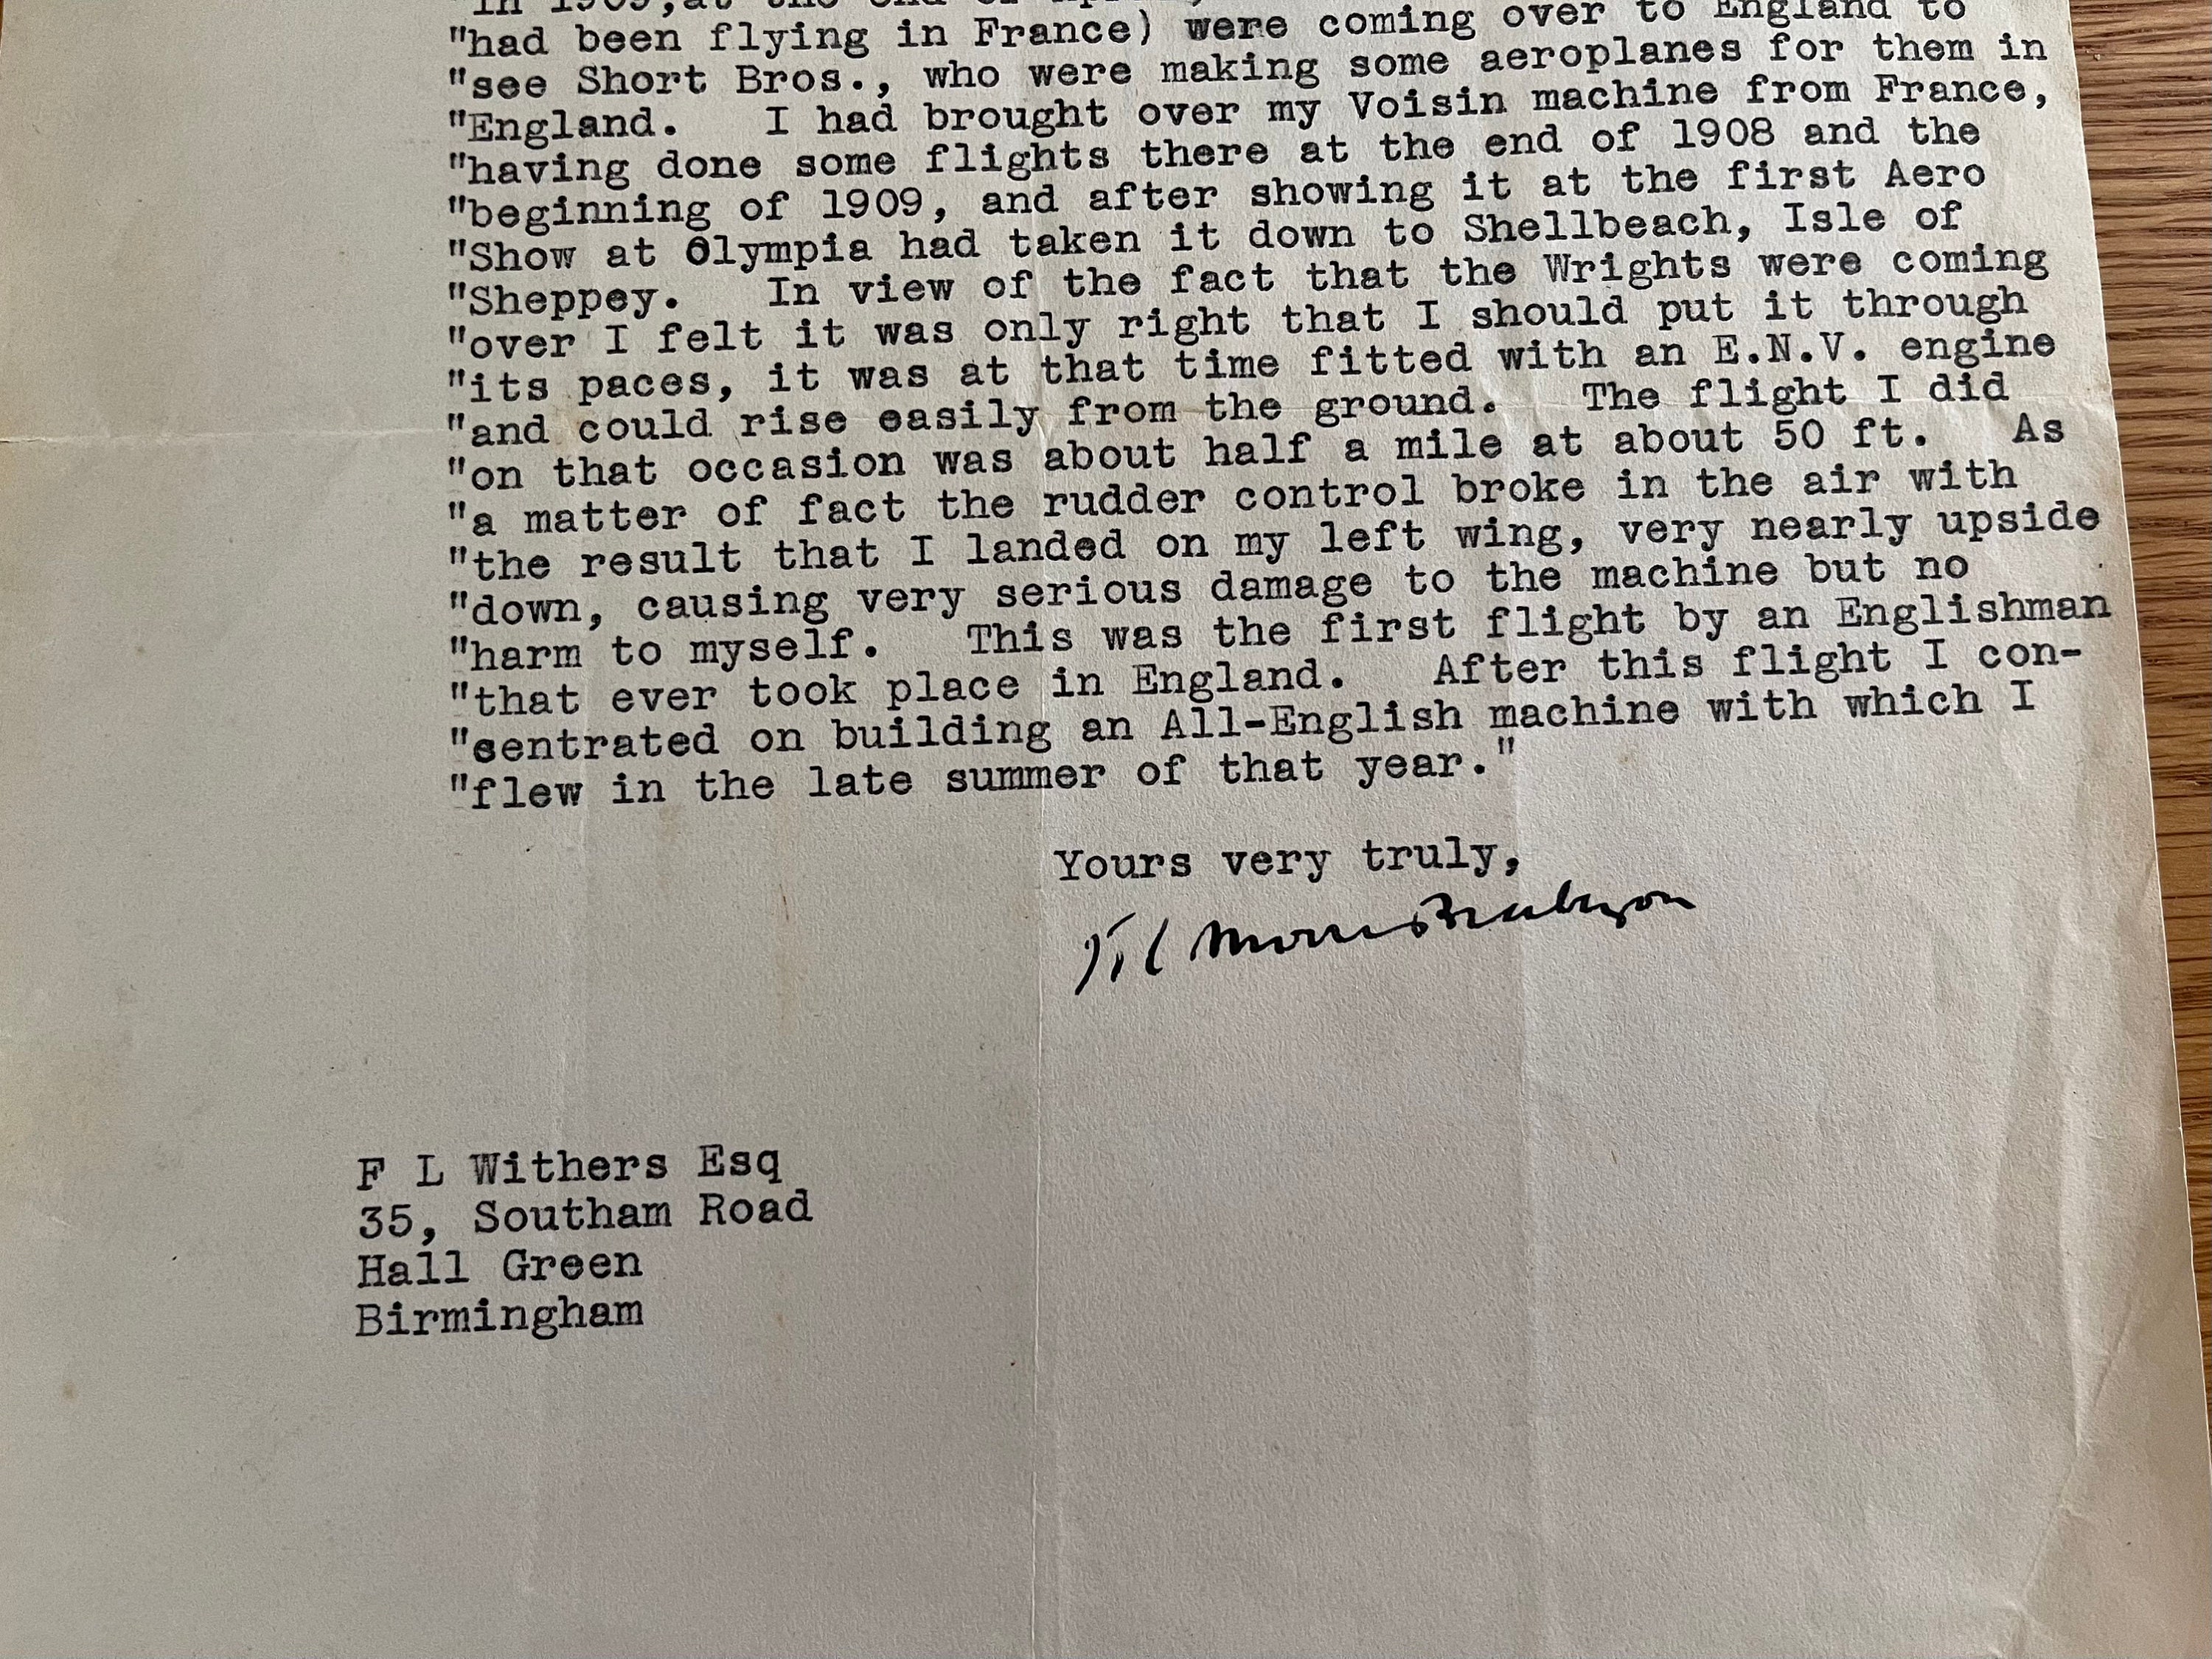 "In 1909, at the end of
"had been flying in France) were coming over to England to
"see Short Bros., who were making some aeroplanes for them in
"England. I had brought over my Voisin machine from France,
"having done some flights there at the end of 1908 and the
"beginning of 1909, and after showing it at the first Aero
"Show at Olympia had taken it down to Shellbeach, Isle of
"Sheppey. In view of the fact that the Wrights were coming
"over I felt it was only right that I should put it through
"its paces, it was at that time fitted with an E.N.V. engine
"and could rise easily from the ground. The flight I did
"on that occasion was about half a mile at about 50 ft. As
"a matter of fact the rudder control broke in the air with
"the result that I landed on my left wing, very nearly upside
"down, causing very serious damage to the machine but no
"harm to myself. This was the first flight by an Englishman
"that ever took place in England. After this flight I con-
"sentrated on building an All-English machine with which I
"flew in the late summer of that year."
Yours very truly,
Moore Brabazon
F L Withers Esq
35, Southam Road
Hall Green
Birmingham